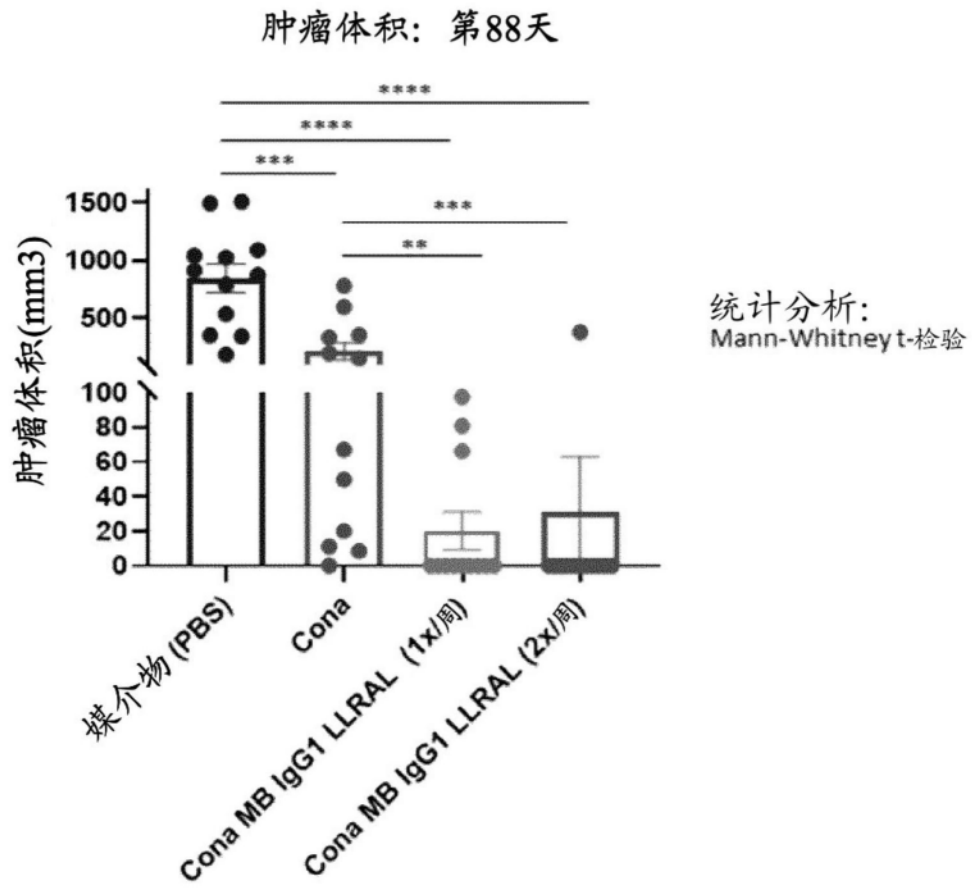 肿瘤体积：第88天
****
****
***
***
**
肿瘤体积(mm3)
1500
1000
500
100
80
60
40
20
0
统计分析：
Mann-Whitney t-检验
媒介物 (PBS)
Cona
Cona MB IgG1 LLRAL (1x/周)
Cona MB IgG1 LLRAL (2x/周)